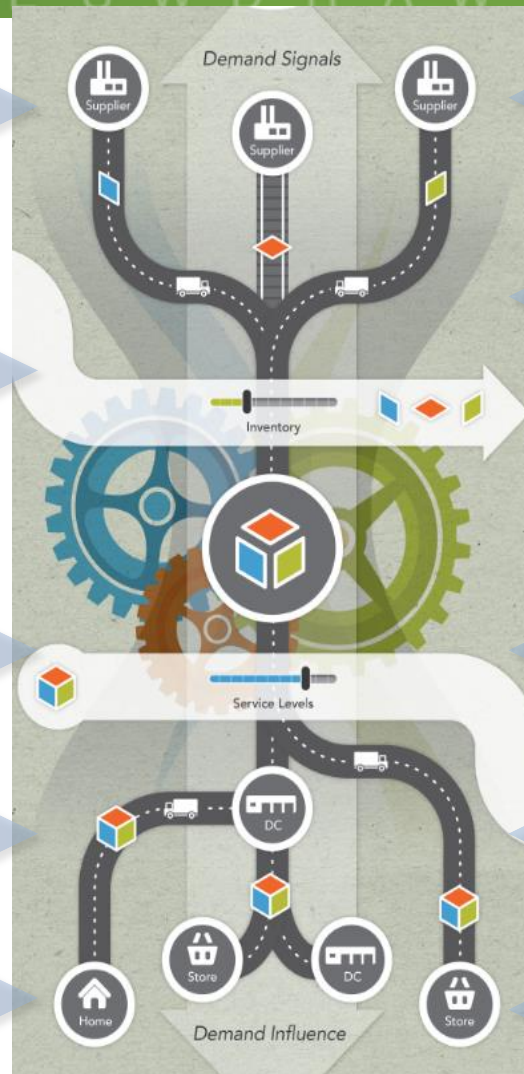 Demand Signals
Supplier
Supplier
Supplier
Inventory
Service Levels
DC
Store
DC
Home
Store
Demand Influence